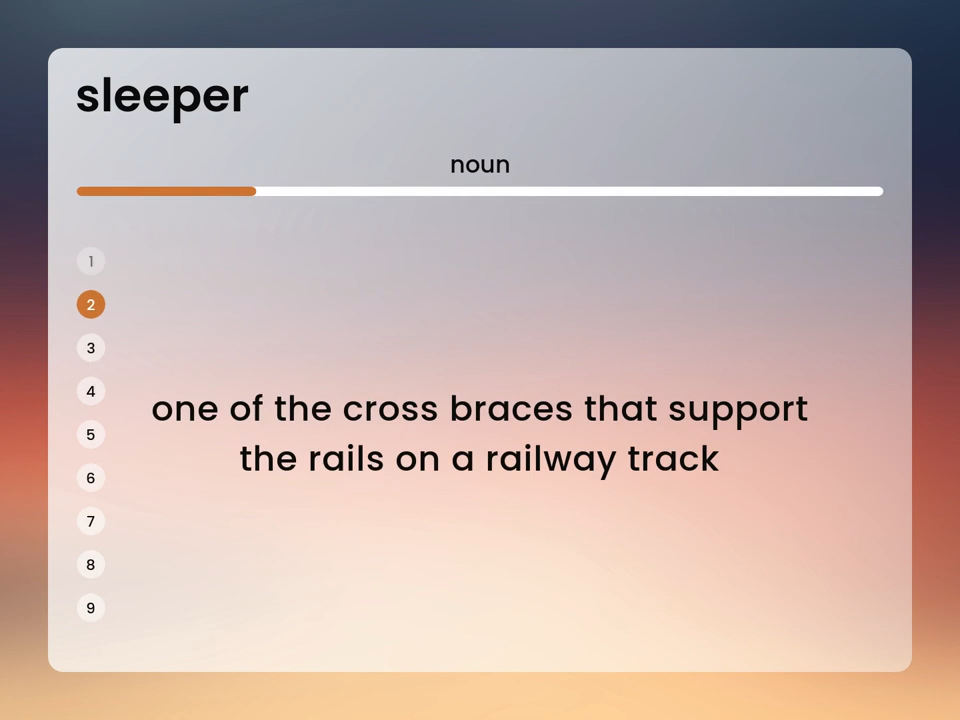 sleeper
noun
1
2
3
4
5
6
7
8
9
one of the cross braces that support
the rails on a railway track